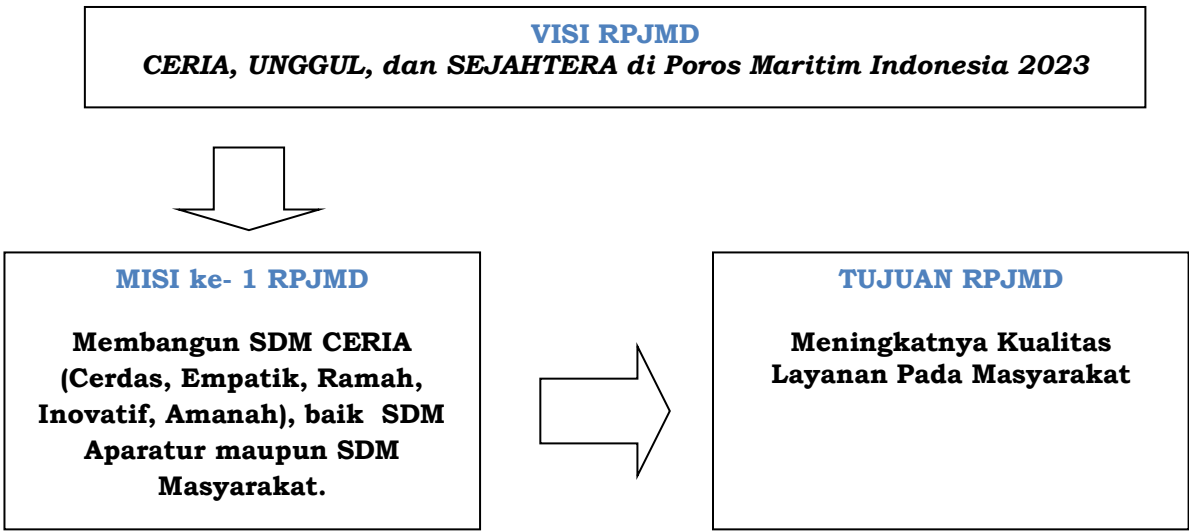 VISI RPJMD
CERIA, UNGGUL, dan SEJAHTERA di Poros Maritim Indonesia 2023
MISI ke- 1 RPJMD
Membangun SDM CERIA
(Cerdas, Empatik, Ramah,
Inovatif, Amanah), baik  SDM
Aparatur maupun SDM
Masyarakat.
TUJUAN RPJMD
Meningkatnya Kualitas
Layanan Pada Masyarakat